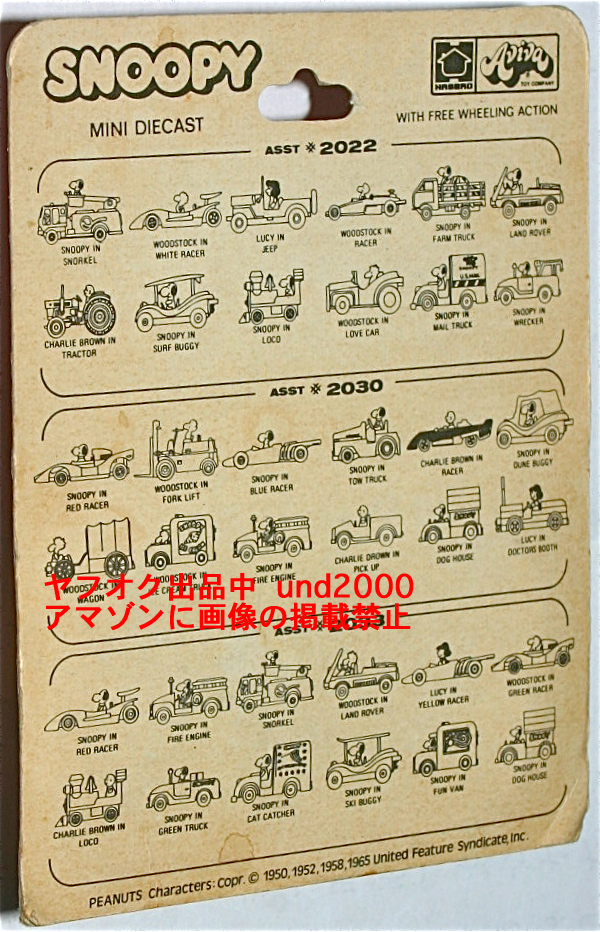 SNOOPY
HASBRO
Aviva
TOY COMPANY
MINI DIECAST
WITH FREE WHEELING ACTION
ASST ※ 2022
SNOOPY IN
SNORKEL
WOODSTOCK IN
WHITE RACER
LUCY IN
JEEP
WOODSTOCK IN
RACER
SNOOPY IN
FARM TRUCK
SNOOPY IN
LAND ROVER
U.S.MAIL
CHARLIE BROWN IN
TRACTOR
SNOOPY IN
SURF BUGGY
SNOOPY IN
LOCO
WOODSTOCK IN
LOVE CAR
SNOOPY IN
MAIL TRUCK
SNOOPY IN
WRECKER
ASST ※ 2030
SNOOPY IN
RED RACER
WOODSTOCK IN
FORK LIFT
SNOOPY IN
BLUE RACER
SNOOPY IN
TOW TRUCK
CHARLIE BROWN IN
RACER
SNOOPY IN
DUNE BUGGY
WOODSTOCK IN
WAGON
SNOOPY IN
FIRE ENGINE
CHARLIE BROWN IN
PICK UP
SNOOPY IN
DOG HOUSE
LUCY IN
DOCTORS BOOTH
ヤフオク出品中 und2000
アマゾンに画像の掲載禁止
ASST ※
SNOOPY IN
RED RACER
SNOOPY IN
FIRE ENGINE
SNOOPY IN
SNORKEL
WOODSTOCK IN
LAND ROVER
LUCY IN
YELLOW RACER
WOODSTOCK IN
GREEN RACER
CHARLIE BROWN IN
LOCO
SNOOPY IN
GREEN TRUCK
SNOOPY IN
CAT CATCHER
SNOOPY IN
SKI BUGGY
SNOOPY IN
FUN VAN
SNOOPY IN
DOG HOUSE
PEANUTS Characters: Copr. © 1950,1952,1958,1965 United Feature Syndicate, Inc.